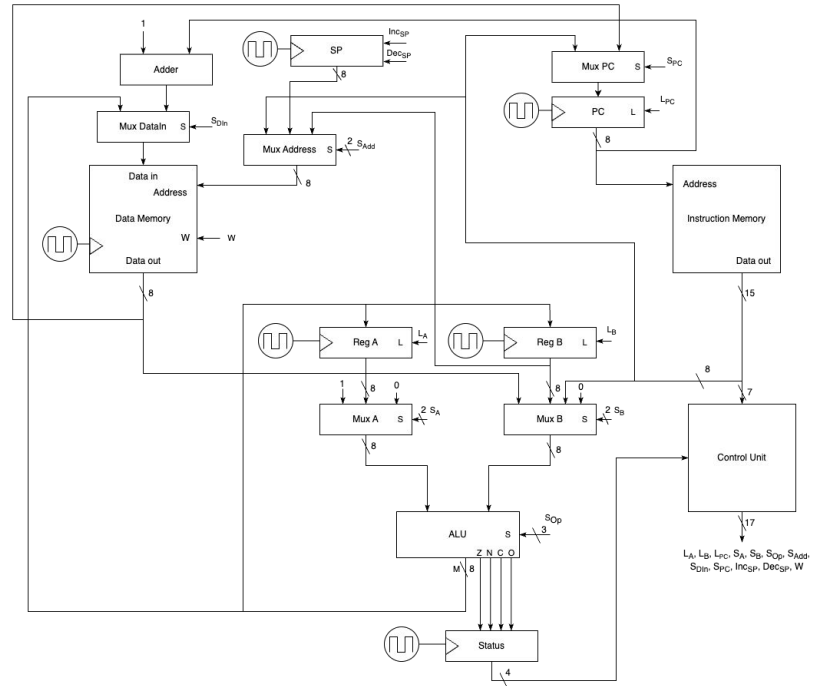 1
Adder
Mux DataIn
S
S_DIn
Data in
Address
Data Memory
W
W
Data out
8
SP
Inc_SP
Dec_SP
8
Mux Address
S
2
S_Add
8
Mux PC
S
S_PC
PC
L
L_PC
8
Address
Instruction Memory
Data out
15
8
7
Reg A
L
L_A
Reg B
L
L_B
1
8
0
Mux A
S
2
S_A
8
8
0
Mux B
S
2
S_B
8
Control Unit
17
L_A, L_B, L_PC, S_A, S_B, S_Op, S_Add,
S_DIn, S_PC, Inc_SP, Dec_SP, W
ALU
S
S_Op
3
Z N C O
M
8
Status
4